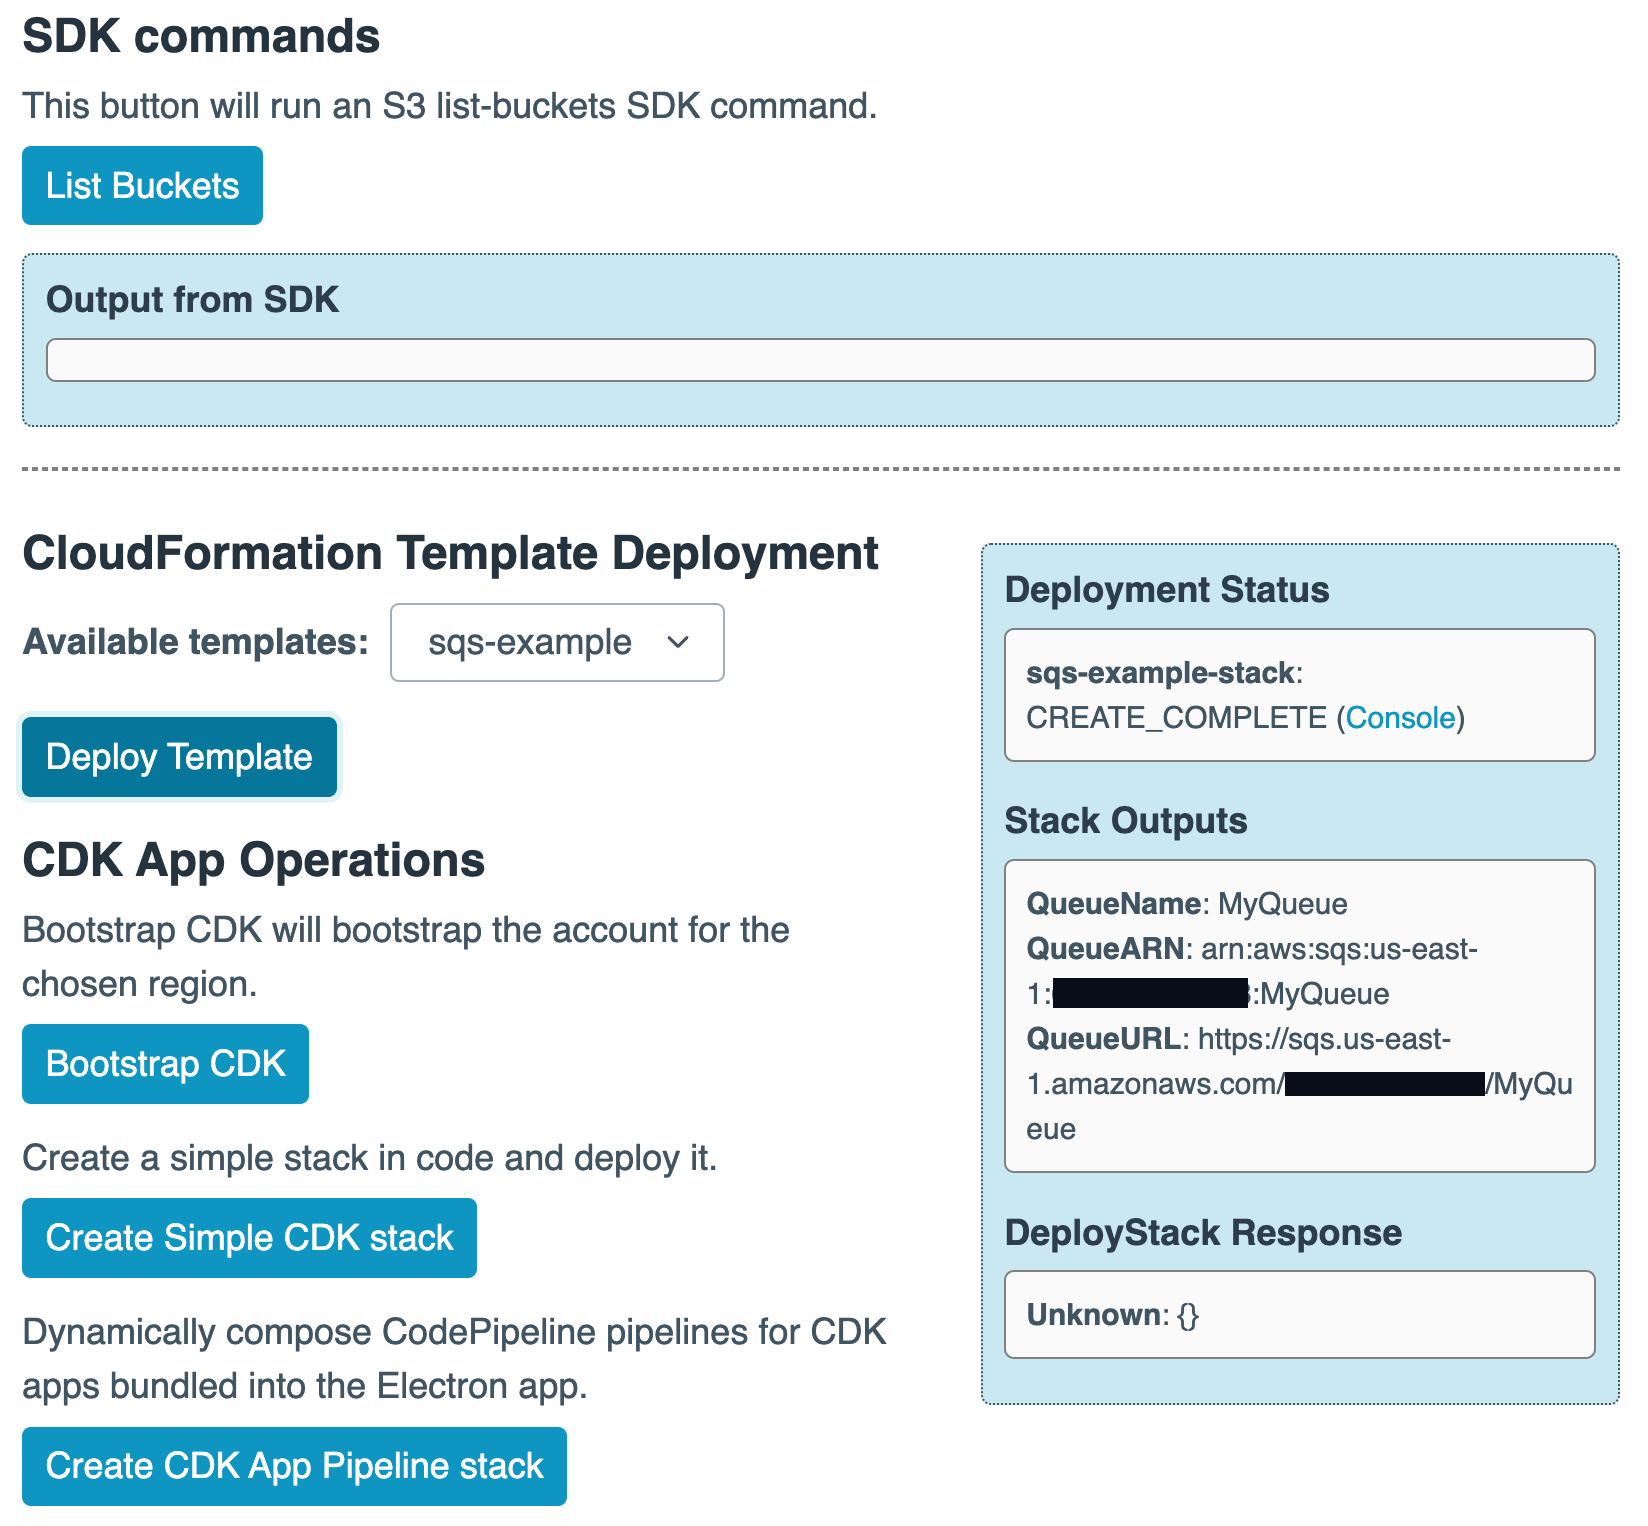 SDK commands
This button will run an S3 list-buckets SDK command.
List Buckets
Output from SDK
CloudFormation Template Deployment
Available templates:
sqs-example
Deploy Template
CDK App Operations
Bootstrap CDK will bootstrap the account for the
chosen region.
Bootstrap CDK
Create a simple stack in code and deploy it.
Create Simple CDK stack
Dynamically compose CodePipeline pipelines for CDK
apps bundled into the Electron app.
Create CDK App Pipeline stack
Deployment Status
sqs-example-stack:
CREATE_COMPLETE (Console)
Stack Outputs
QueueName: MyQueue
QueueARN: arn:aws:sqs:us-east-
1: :MyQueue
QueueURL: https://sqs.us-east-
1.amazonaws.com/ /MyQu
eue
DeployStack Response
Unknown: {}